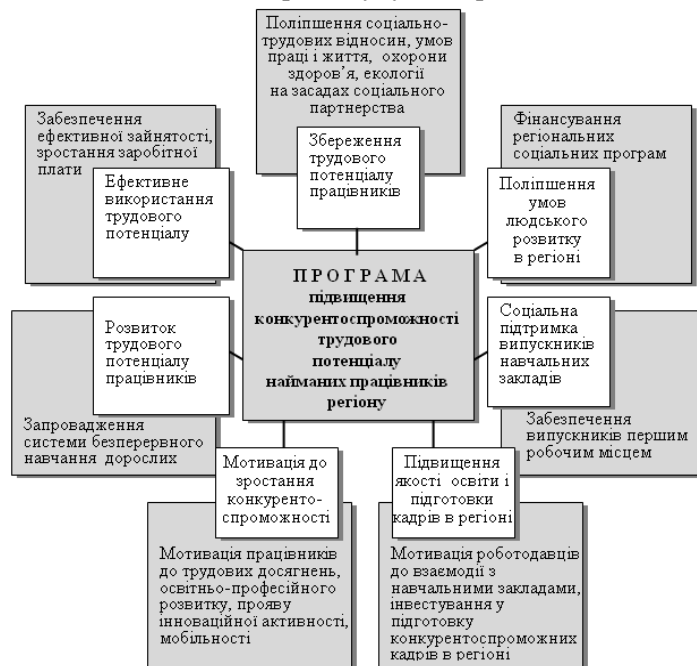 Поліпшення соціально-
трудових відносин, умов
праці і життя, охорони
здоров'я, екології
на засадах соціального
партнерства
Збереження
трудового
потенціалу
працівників
Забезпечення
ефективної зайнятості,
зростання заробітної
плати
Ефективне
використання
трудового
потенціалу
Фінансування
регіональних
соціальних програм
Поліпшення
умов
людського
розвитку
в регіоні
П Р О Г Р А М А
підвищення
конкурентоспроможності
трудового
потенціалу
найманих працівників
регіону
Розвиток
трудового
потенціалу
працівників
Запровадження
системи безперервного
навчання дорослих
Соціальна
підтримка
випускників
навчальних
закладів
Забезпечення
випускників першим
робочим місцем
Мотивація до
зростання
конкуренто-
спроможності
Мотивація працівників
до трудових досягнень,
освітньо-професійного
розвитку, прояву
інноваційної активності,
мобільності
Підвищення
якості освіти і
підготовки
кадрів в регіоні
Мотивація роботодавців
до взаємодії з
навчальними закладами,
інвестування у
підготовку
конкурентоспроможних
кадрів в регіоні